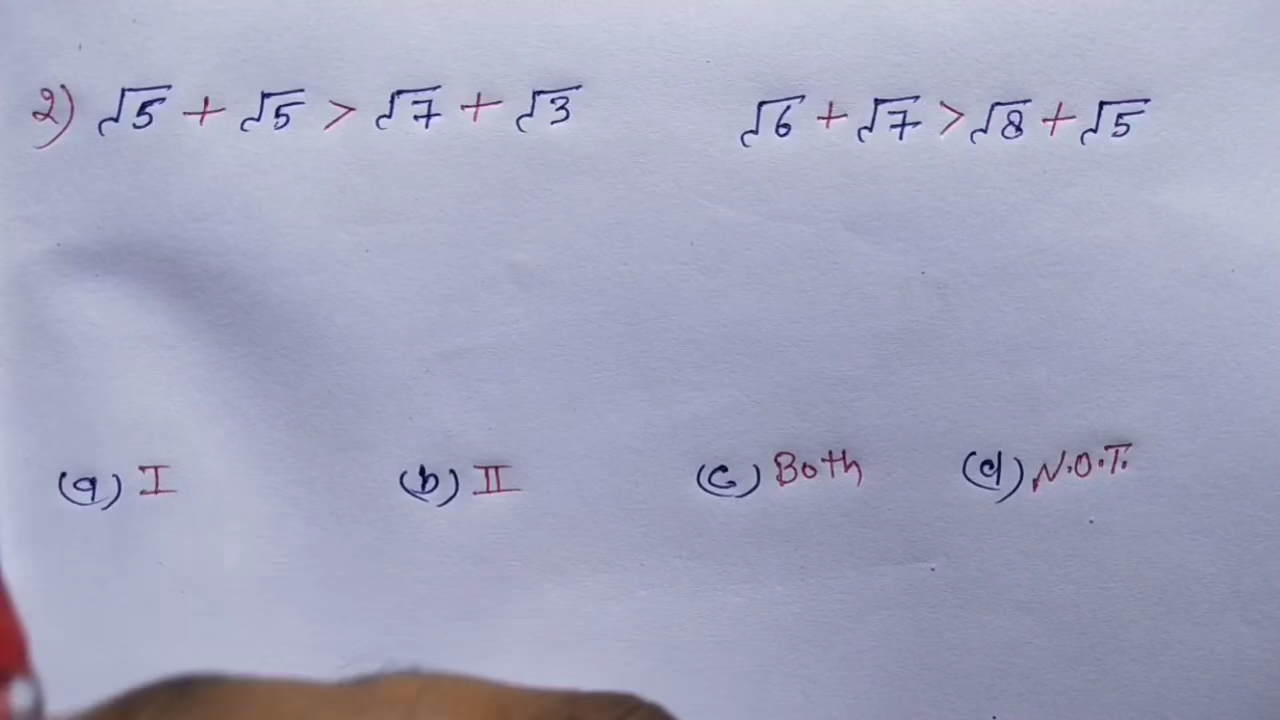 2) √5 + √5 > √7 + √3 √6 + √7 > √8 + √5
(a) I (b) II (c) Both (d) N.O.T.